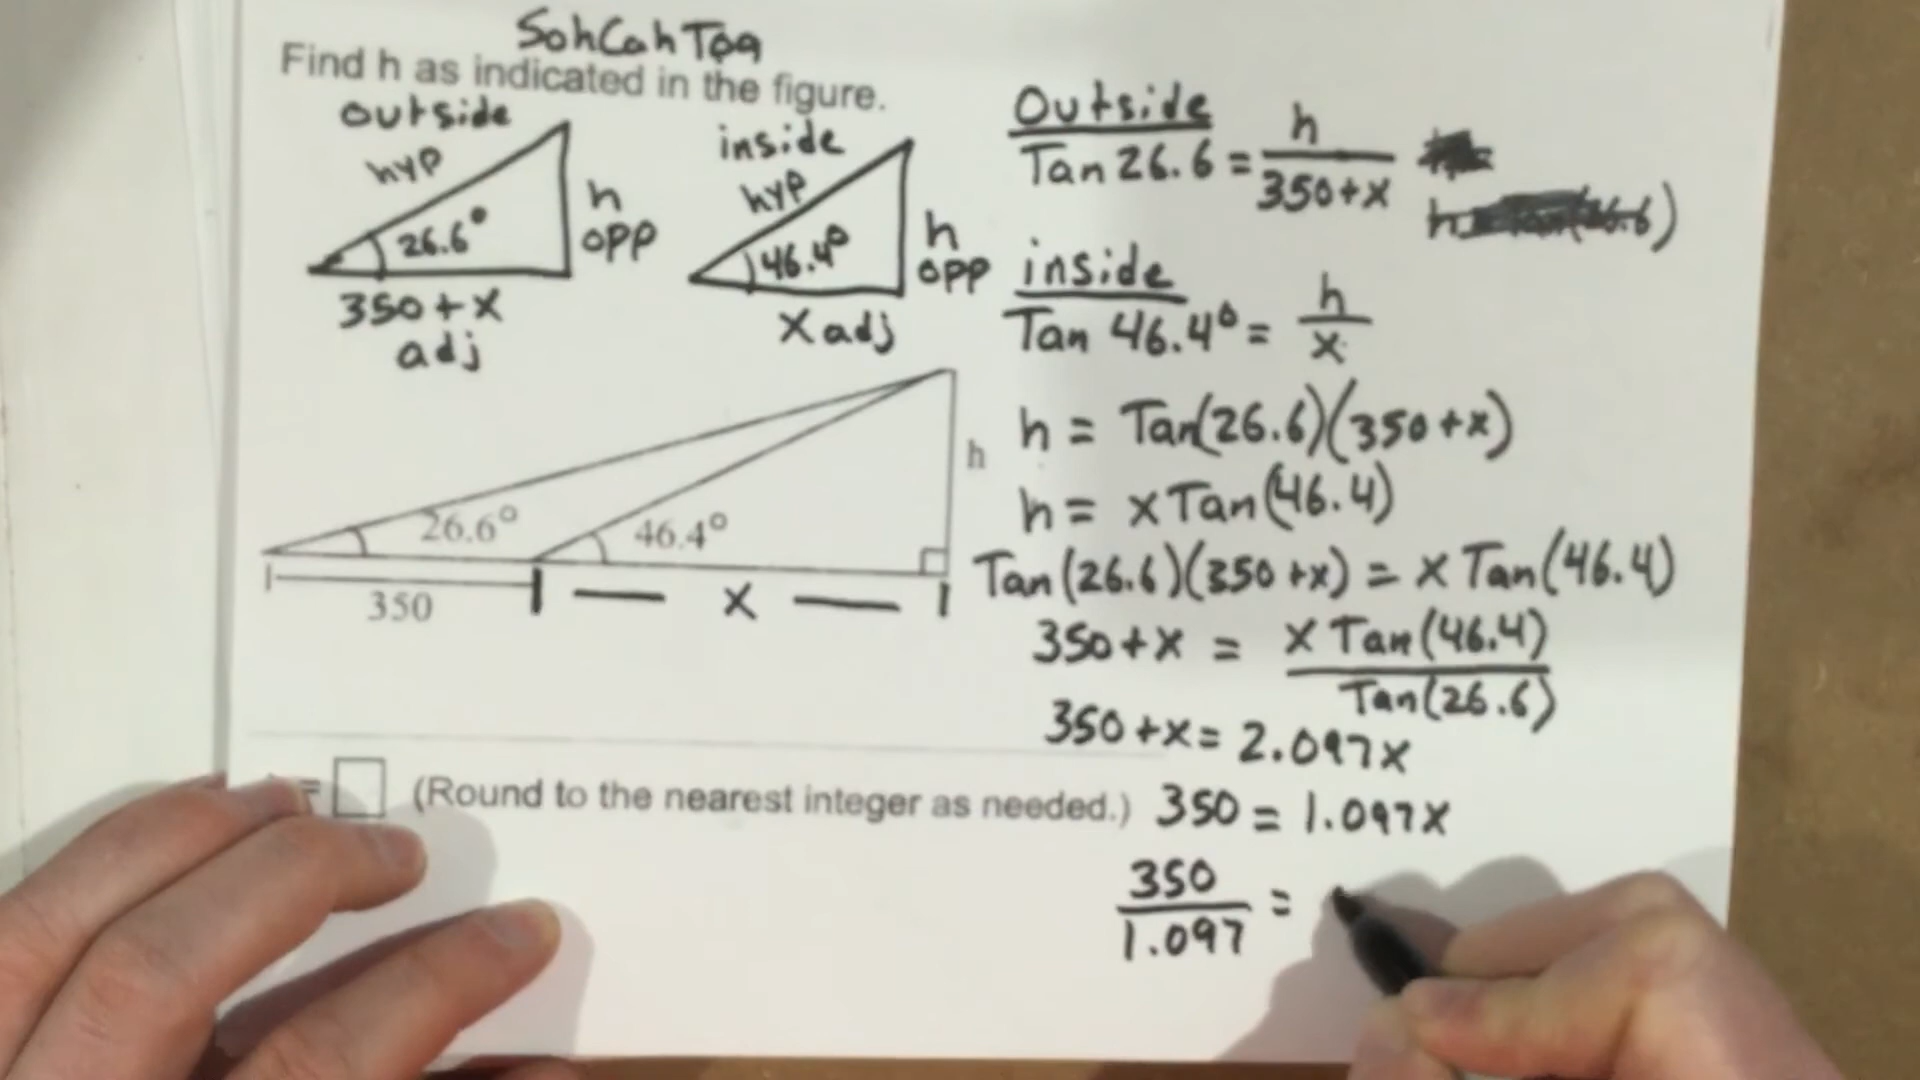 SohCahToa
Find h as indicated in the figure.
outside
hyp
26.6°
h
opp
350+x
adj
inside
hyp
46.4°
h
opp
x adj
26.6°
46.4°
h
350
x
= (Round to the nearest integer as needed.)
Outside
Tan 26.6 = h/350+x
inside
Tan 46.4° = h/x
h = Tan(26.6)(350+x)
h = x Tan(46.4)
Tan(26.6)(350+x) = x Tan(46.4)
350+x = x Tan(46.4)/Tan(26.6)
350+x = 2.097x
350 = 1.097x
350/1.097 =